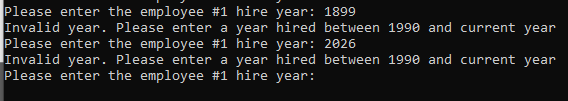 Please enter the employee #1 hire year: 1899
Invalid year. Please enter a year hired between 1990 and current year
Please enter the employee #1 hire year: 2026
Invalid year. Please enter a year hired between 1990 and current year
Please enter the employee #1 hire year: